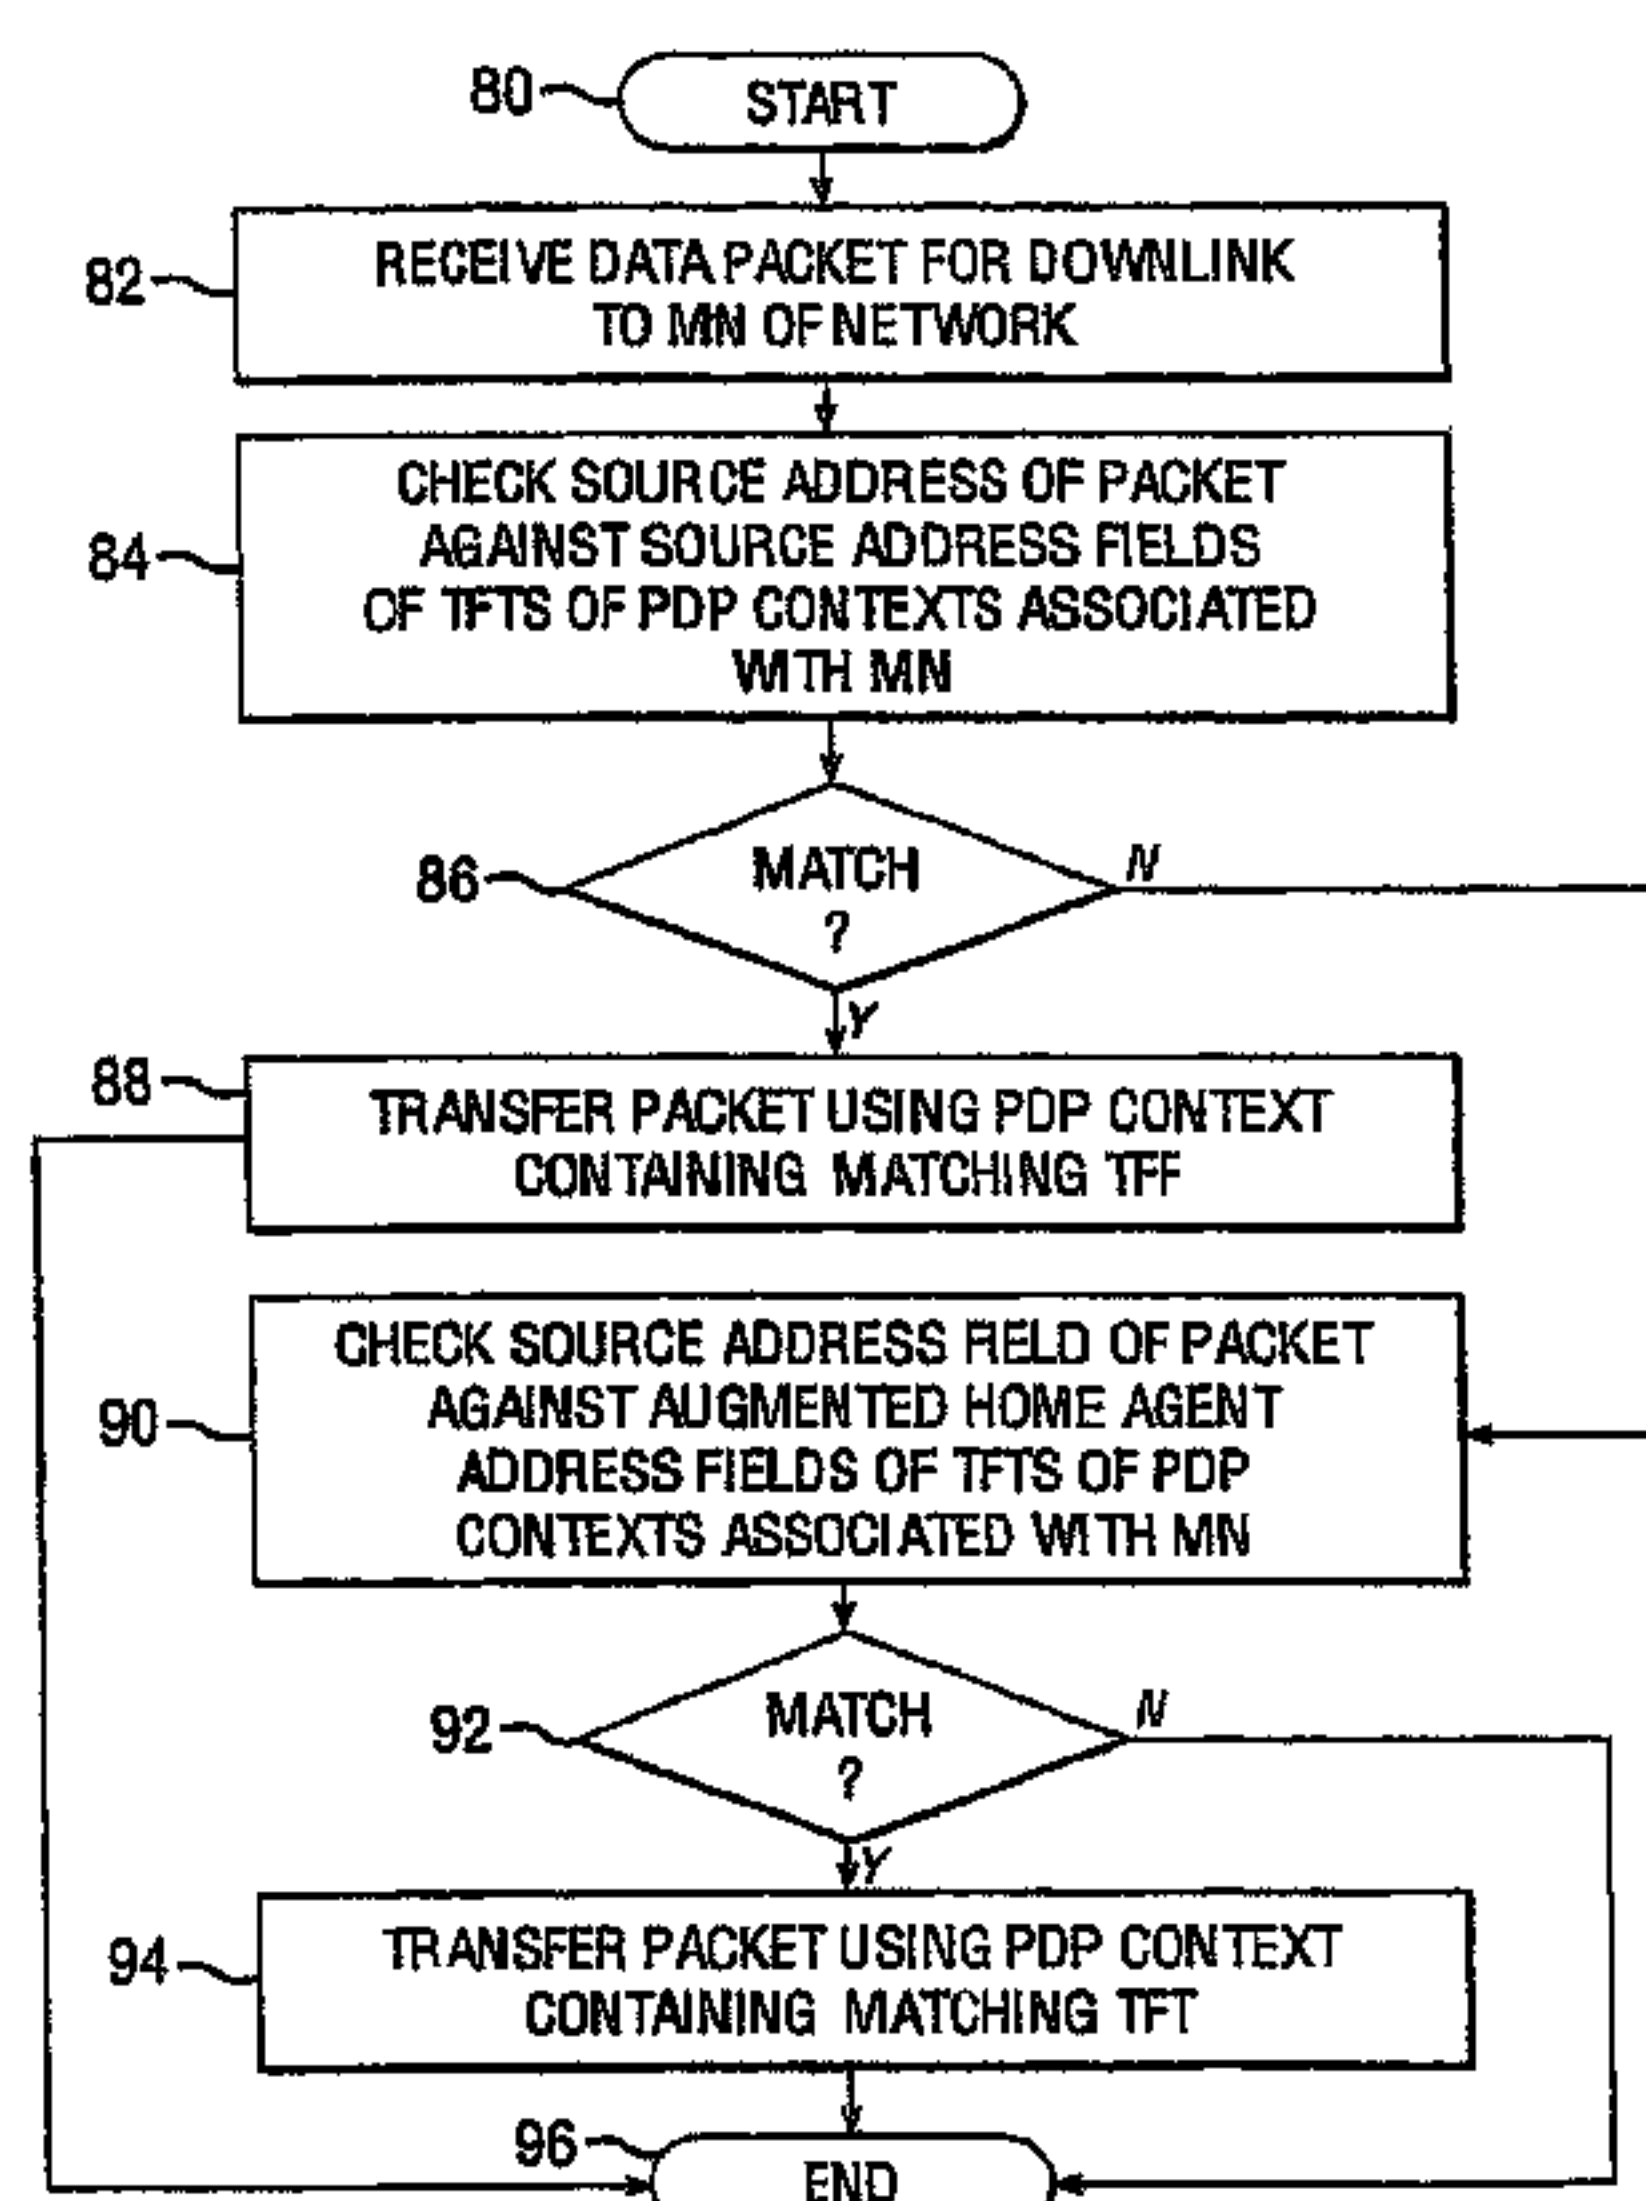 80
START
82
RECEIVE DATA PACKET FOR DOWNLINK
TO MN OF NETWORK
84
CHECK SOURCE ADDRESS OF PACKET
AGAINST SOURCE ADDRESS FIELDS
OF TFTS OF PDP CONTEXTS ASSOCIATED
WITH MN
86
MATCH
?
N
Y
88
TRANSFER PACKET USING PDP CONTEXT
CONTAINING MATCHING TFF
90
CHECK SOURCE ADDRESS FIELD OF PACKET
AGAINST AUGMENTED HOME AGENT
ADDRESS FIELDS OF TFTS OF PDP
CONTEXTS ASSOCIATED WITH MN
92
MATCH
?
N
Y
94
TRANSFER PACKET USING PDP CONTEXT
CONTAINING MATCHING TFT
96
END